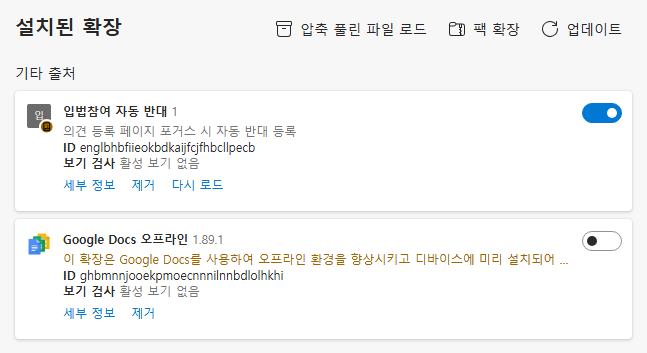 설치된 확장
압축 풀린 파일 로드
팩 확장
업데이트
기타 출처
입
입법참여 자동 반대 1
의견 등록 페이지 포커스 시 자동 반대 등록
ID englbhbfiieokbdkaijfcjfhbcllpecb
보기 검사 활성 보기 없음
세부 정보 제거 다시 로드
Google Docs 오프라인 1.89.1
이 확장은 Google Docs를 사용하여 오프라인 환경을 향상시키고 디바이스에 미리 설치되어 ...
ID ghbmnnjooekpmoecnnnilnnbdlolhkhi
보기 검사 활성 보기 없음
세부 정보 제거